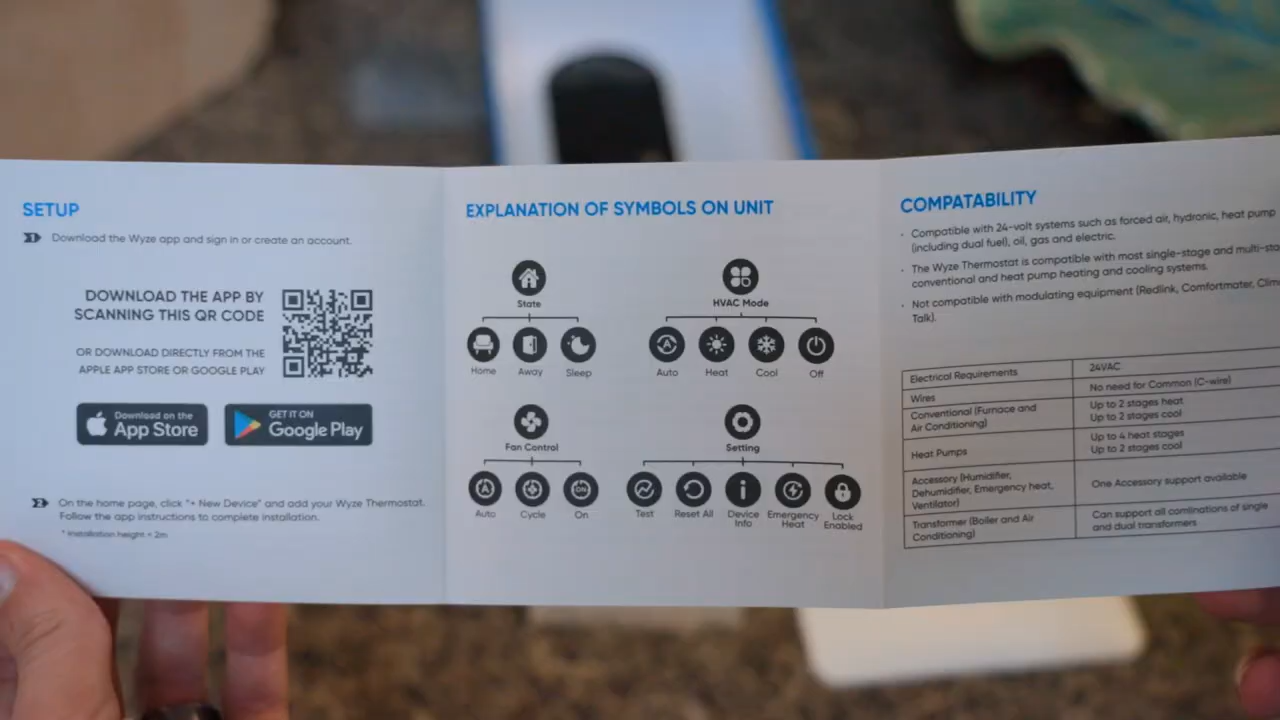 SETUP
1 Download the Wyze app and sign in or create an account.
DOWNLOAD THE APP BY
SCANNING THIS QR CODE
OR DOWNLOAD DIRECTLY FROM THE
APPLE APP STORE OR GOOGLE PLAY
Download on the
App Store
GET IT ON
Google Play
2 On the home page, click "+ New Device" and add your Wyze Thermostat.
Follow the app instructions to complete installation.
* Installation height < 2m
EXPLANATION OF SYMBOLS ON UNIT
State
Home Away Sleep
HVAC Mode
A
Auto Heat Cool Off
Fan Control
A ON
Auto Cycle On
Setting
Test Reset All Device
Info Emergency
Heat Lock
Enabled
COMPATABILITY
· Compatible with 24-volt systems such as forced air, hydronic, heat pump
(including dual fuel), oil, gas and electric.
· The Wyze Thermostat is compatible with most single-stage and multi-sta
conventional and heat pump heating and cooling systems.
· Not compatible with modulating equipment (Redlink, Comfortmater, Clim
Talk).
Electrical Requirements 24VAC
Wires No need for Common (C-wire)
Conventional (Furnace and
Air Conditioning)
Up to 2 stages heat
Up to 2 stages cool
Heat Pumps
Up to 4 heat stages
Up to 2 stages cool
Accessory (Humidifier,
Dehumidifier, Emergency heat,
Ventilator)
One Accessory support available
Transformer (Boiler and Air
Conditioning)
Can support all comlinations of single
and dual transformers